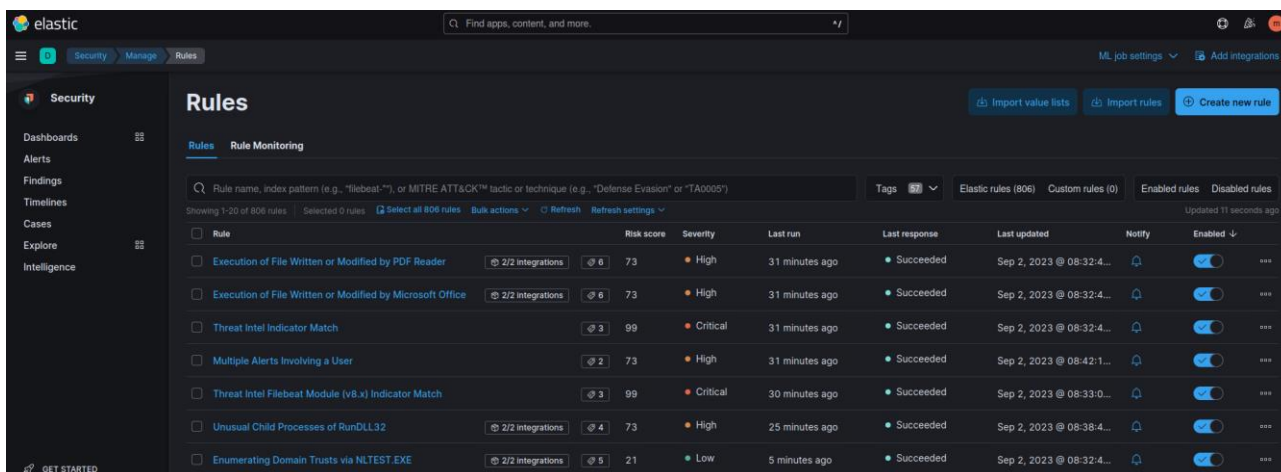 elastic
Find apps, content, and more.
^/
m
D Security Manage Rules
ML job settings
Add integrations
Security
Dashboards
Alerts
Findings
Timelines
Cases
Explore
Intelligence
GET STARTED
Rules
Import value lists
Import rules
Create new rule
Rules Rule Monitoring
Rule name, index pattern (e.g., "filebeat-*"), or MITRE ATT&CK™ tactic or technique (e.g., "Defense Evasion" or "TA0005")
Tags 57
Elastic rules (806) Custom rules (0)
Enabled rules Disabled rules
Showing 1-20 of 806 rules Selected 0 rules Select all 806 rules Bulk actions Refresh Refresh settings
Updated 11 seconds ago
Rule Risk score Severity Last run Last response Last updated Notify Enabled
Execution of File Written or Modified by PDF Reader 2/2 integrations 6 73 High 31 minutes ago Succeeded Sep 2, 2023 @ 08:32:4...
Execution of File Written or Modified by Microsoft Office 2/2 integrations 6 73 High 31 minutes ago Succeeded Sep 2, 2023 @ 08:32:4...
Threat Intel Indicator Match 3 99 Critical 31 minutes ago Succeeded Sep 2, 2023 @ 08:32:4...
Multiple Alerts Involving a User 2 73 High 31 minutes ago Succeeded Sep 2, 2023 @ 08:42:1...
Threat Intel Filebeat Module (v8.x) Indicator Match 3 99 Critical 30 minutes ago Succeeded Sep 2, 2023 @ 08:33:0...
Unusual Child Processes of RunDLL32 2/2 integrations 4 73 High 25 minutes ago Succeeded Sep 2, 2023 @ 08:38:4...
Enumerating Domain Trusts via NLTEST.EXE 2/2 integrations 5 21 Low 5 minutes ago Succeeded Sep 2, 2023 @ 08:32:4...